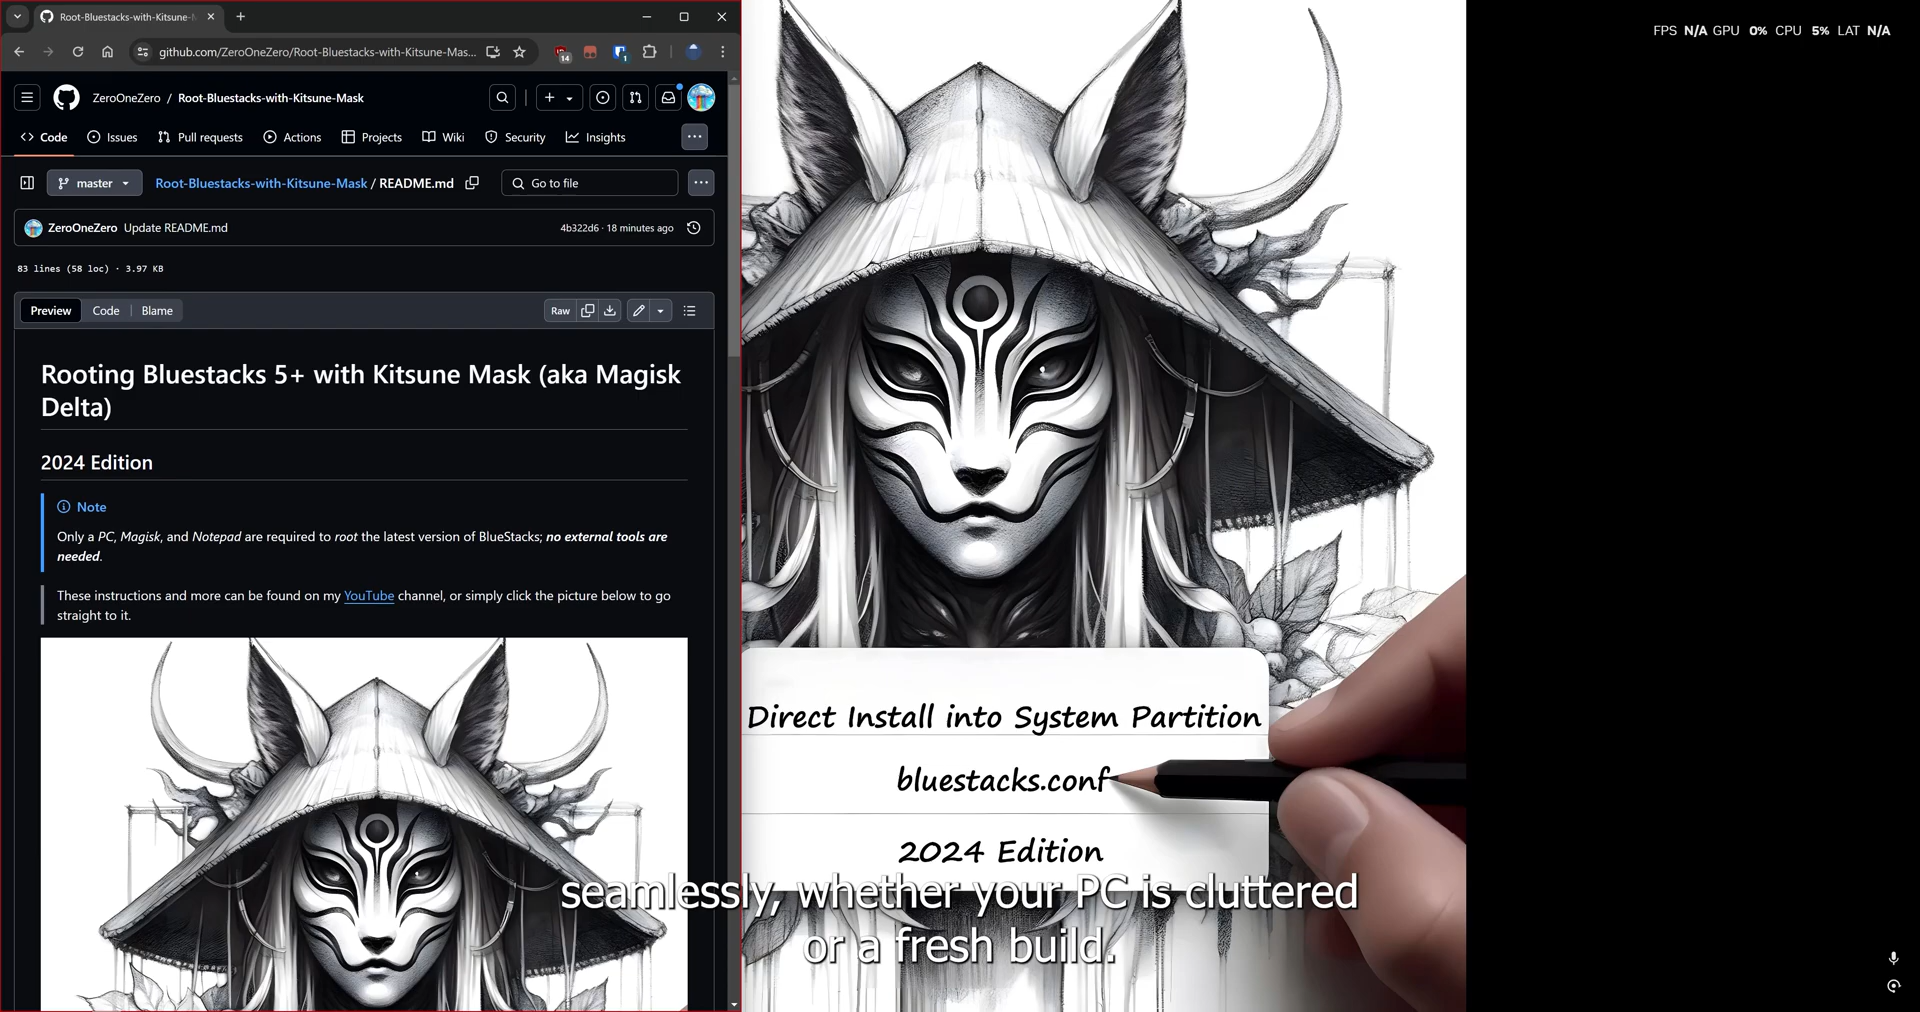 Root-Bluestacks-with-Kitsune-
github.com/ZeroOneZero/Root-Bluestacks-with-Kitsune-Mas...
14
1
ZeroOneZero / Root-Bluestacks-with-Kitsune-Mask
Code Issues Pull requests Actions Projects Wiki Security Insights
master Root-Bluestacks-with-Kitsune-Mask / README.md Go to file
ZeroOneZero Update README.md 4b322d6 · 18 minutes ago
83 lines (58 loc) · 3.97 KB
Preview Code Blame Raw
Rooting Bluestacks 5+ with Kitsune Mask (aka Magisk
Delta)
2024 Edition
Note
Only a PC, Magisk, and Notepad are required to root the latest version of BlueStacks; no external tools are
needed.
These instructions and more can be found on my YouTube channel, or simply click the picture below to go
straight to it.
FPS N/A GPU 0% CPU 5% LAT N/A
Direct Install into System Partition
bluestacks.conf
2024 Edition
seamlessly, whether your PC is cluttered
or a fresh build.